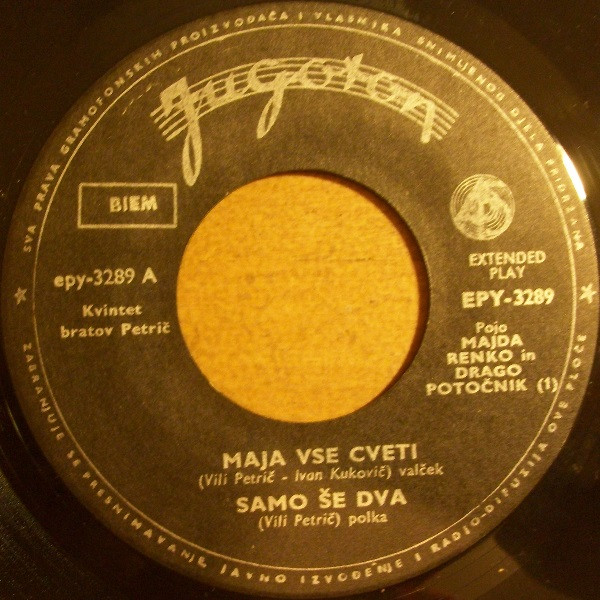 SVA PRAVA GRAMOFONSKIH PROIZVOĐAČA I VLASNIKA SNIMLJENOG DJELA PRIDRŽANA
Jugoton
BIEM
epy-3289 A
Kvintet
bratov Petrič
EXTENDED
PLAY
EPY-3289
Pojo
MAJDA
RENKO in
DRAGO
POTOČNIK (1)
MAJA VSE CVETI
(Vili Petrič - Ivan Kukovič) valček
SAMO ŠE DVA
(Vili Petrič) polka
ZABRANJUJE SE PRESNIMAVANJE, JAVNO IZVOĐENJE I RADIO-DIFUZIJA OVE PLOČE